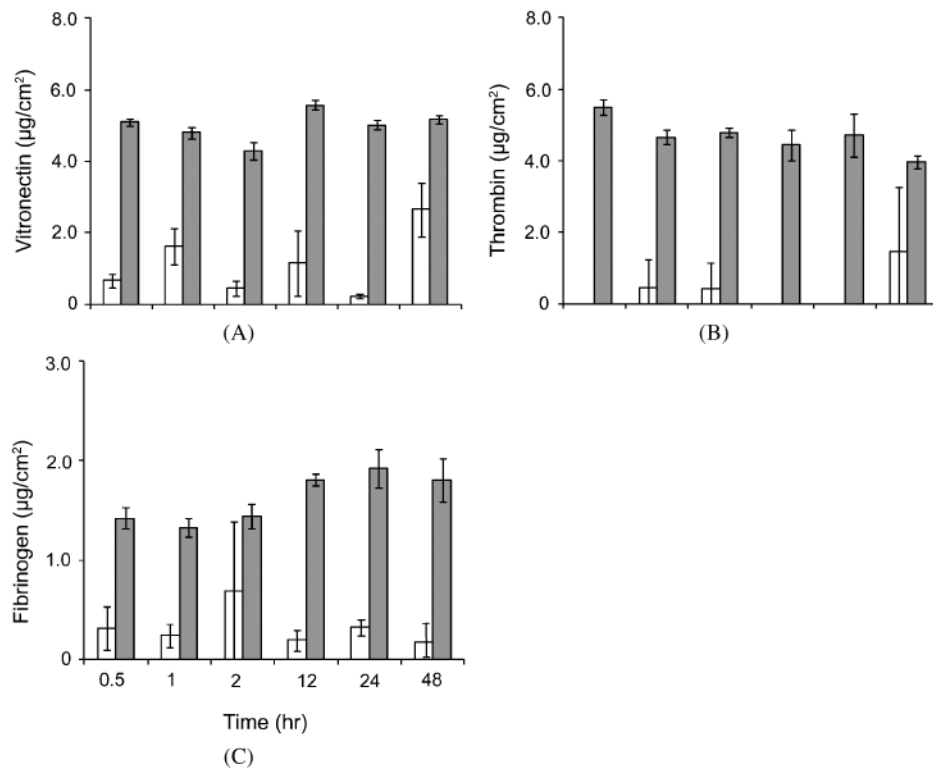 8.0
6.0
4.0
2.0
0
Vitronectin (µg/cm²)
(A)
8.0
6.0
4.0
2.0
0
Thrombin (µg/cm²)
(B)
3.0
2.0
1.0
0
Fibrinogen (µg/cm²)
0.5 1 2 12 24 48
Time (hr)
(C)